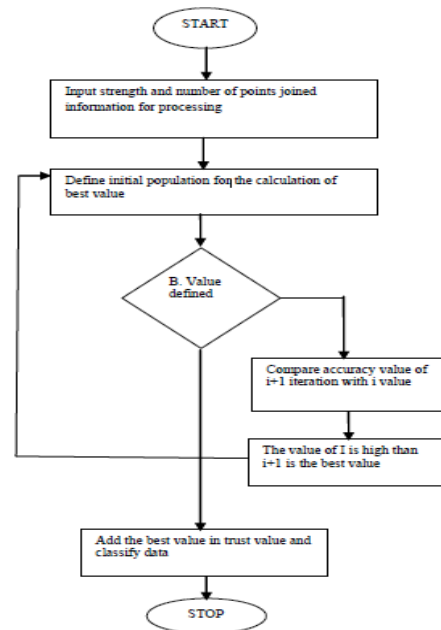 START
Input strength and number of points joined
information for processing
Define initial population for the calculation of
best value
B. Value
defined
Compare accuracy value of
i+1 iteration with i value
The value of I is high than
i+1 is the best value
Add the best value in trust value and
classify data
STOP